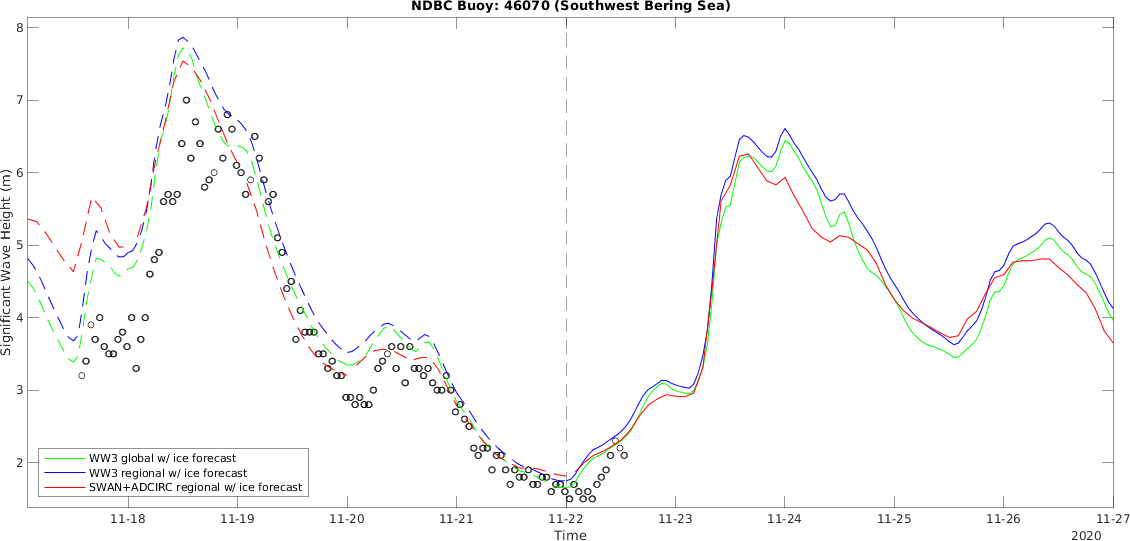 NDBC Buoy: 46070 (Southwest Bering Sea)
8
7
6
5
4
3
2
Significant Wave Height (m)
WW3 global w/ ice forecast
WW3 regional w/ ice forecast
SWAN+ADCIRC regional w/ ice forecast
11-18 11-19 11-20 11-21 11-22 11-23 11-24 11-25 11-26 11-27
Time
2020